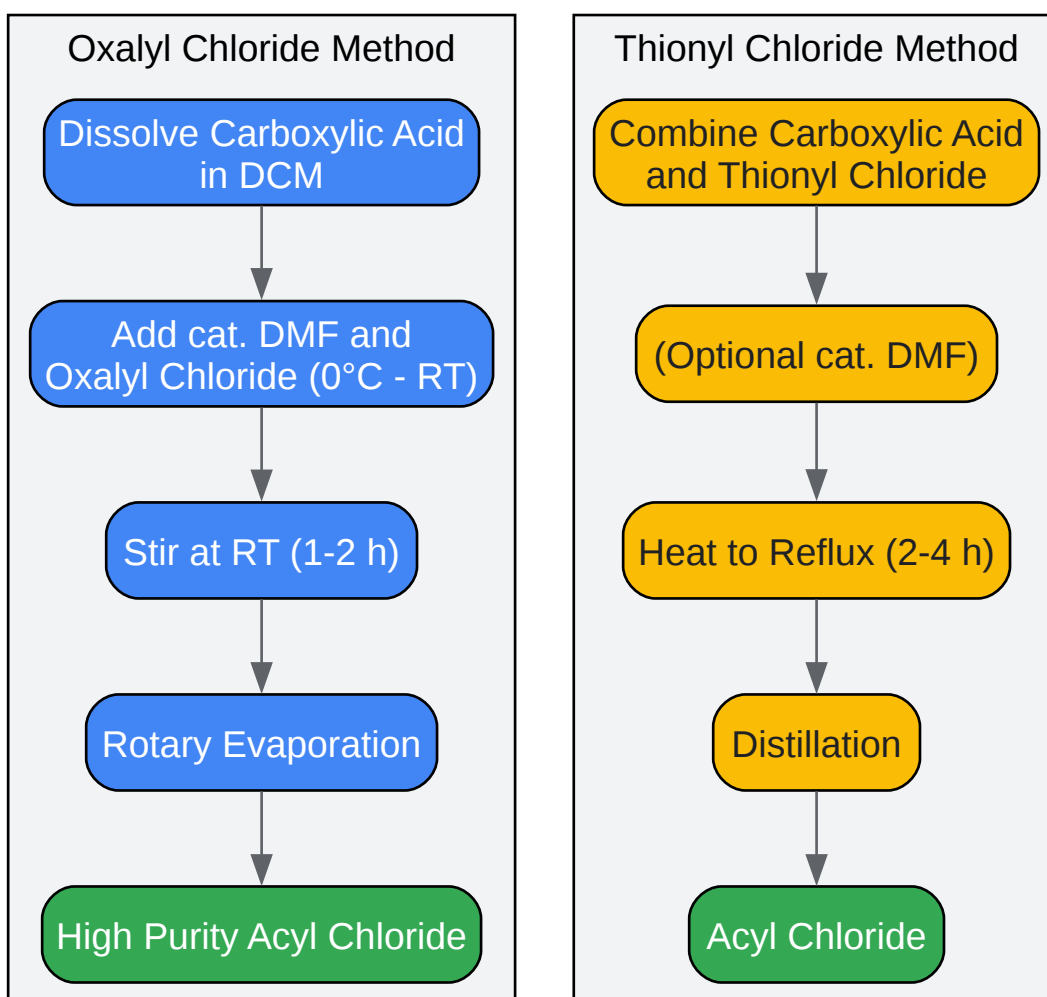 Oxalyl Chloride Method
Dissolve Carboxylic Acid
in DCM
Add cat. DMF and
Oxalyl Chloride (0°C - RT)
Stir at RT (1-2 h)
Rotary Evaporation
High Purity Acyl Chloride
Thionyl Chloride Method
Combine Carboxylic Acid
and Thionyl Chloride
(Optional cat. DMF)
Heat to Reflux (2-4 h)
Distillation
Acyl Chloride